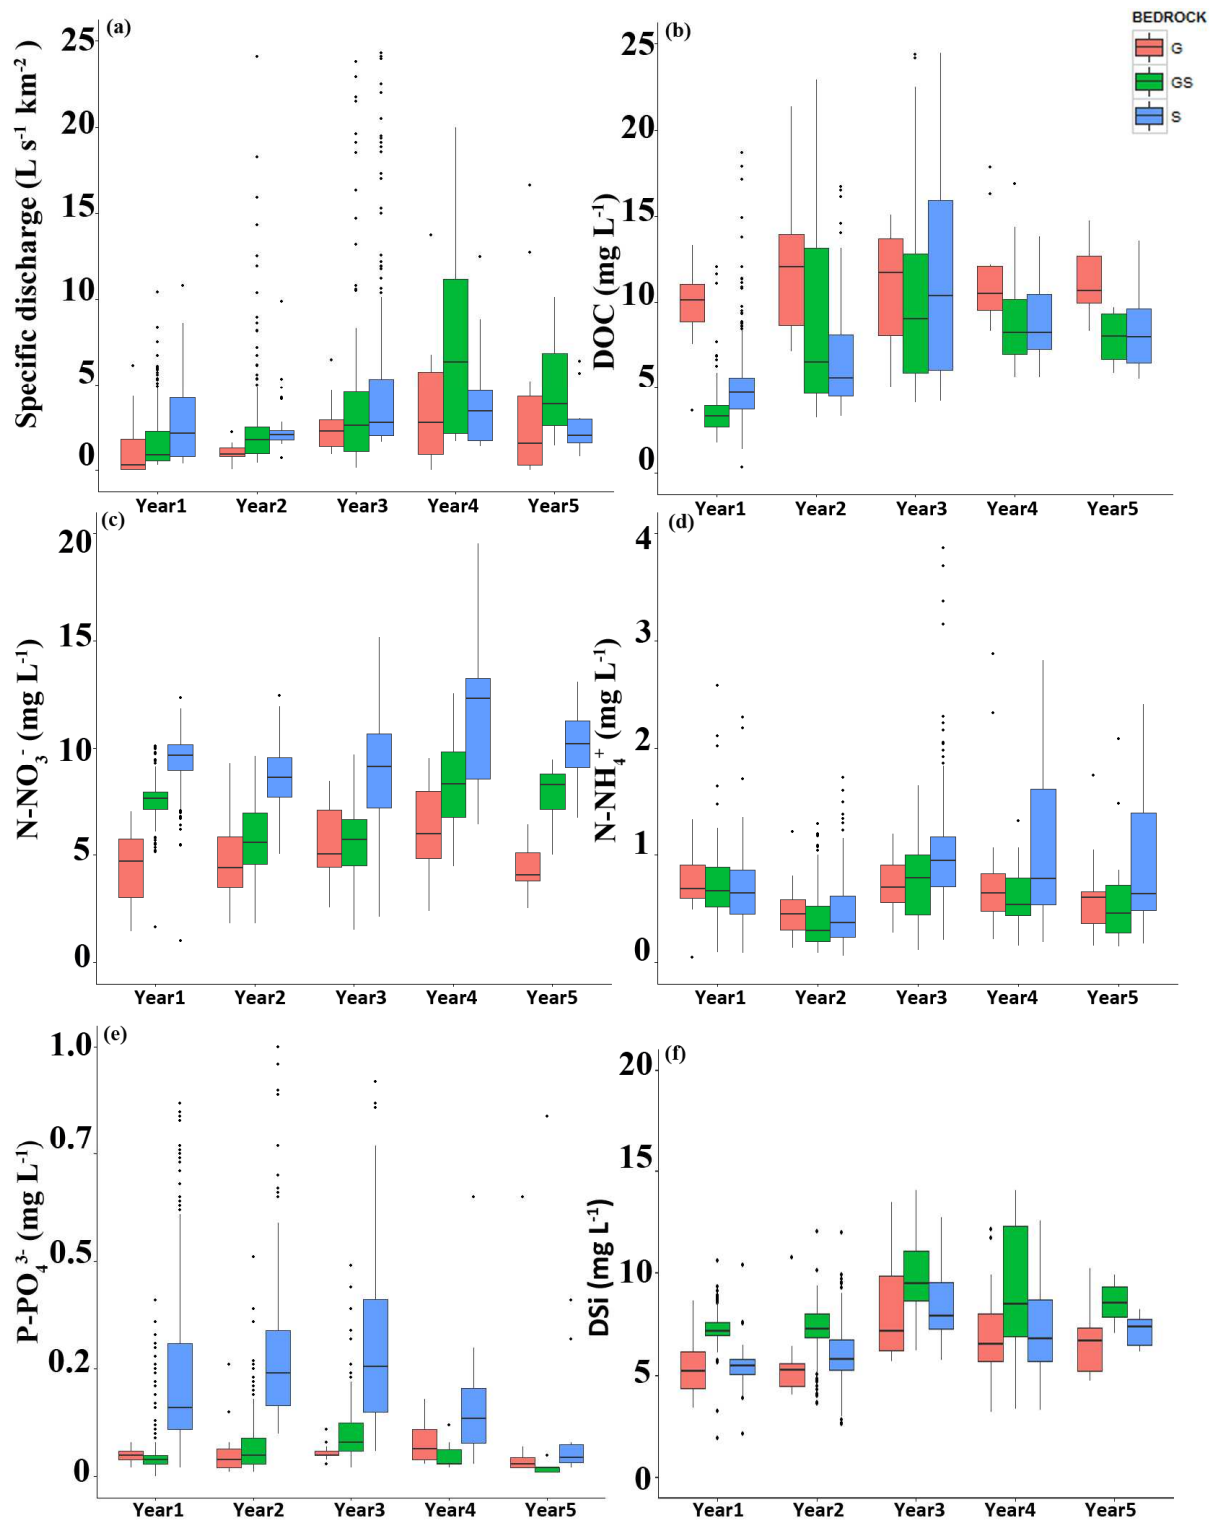 (a)
Specific discharge (L s⁻¹ km⁻²)
25
20
15
10
5
0
Year1 Year2 Year3 Year4 Year5
(b)
DOC (mg L⁻¹)
25
20
15
10
5
0
Year1 Year2 Year3 Year4 Year5
BEDROCK
G
GS
S
(c)
N-NO₃⁻ (mg L⁻¹)
20
15
10
5
0
Year1 Year2 Year3 Year4 Year5
(d)
N-NH₄⁺ (mg L⁻¹)
4
3
2
1
0
Year1 Year2 Year3 Year4 Year5
(e)
P-PO₄³⁻ (mg L⁻¹)
1.0
0.7
0.5
0.2
0
Year1 Year2 Year3 Year4 Year5
(f)
DSi (mg L⁻¹)
20
15
10
5
0
Year1 Year2 Year3 Year4 Year5